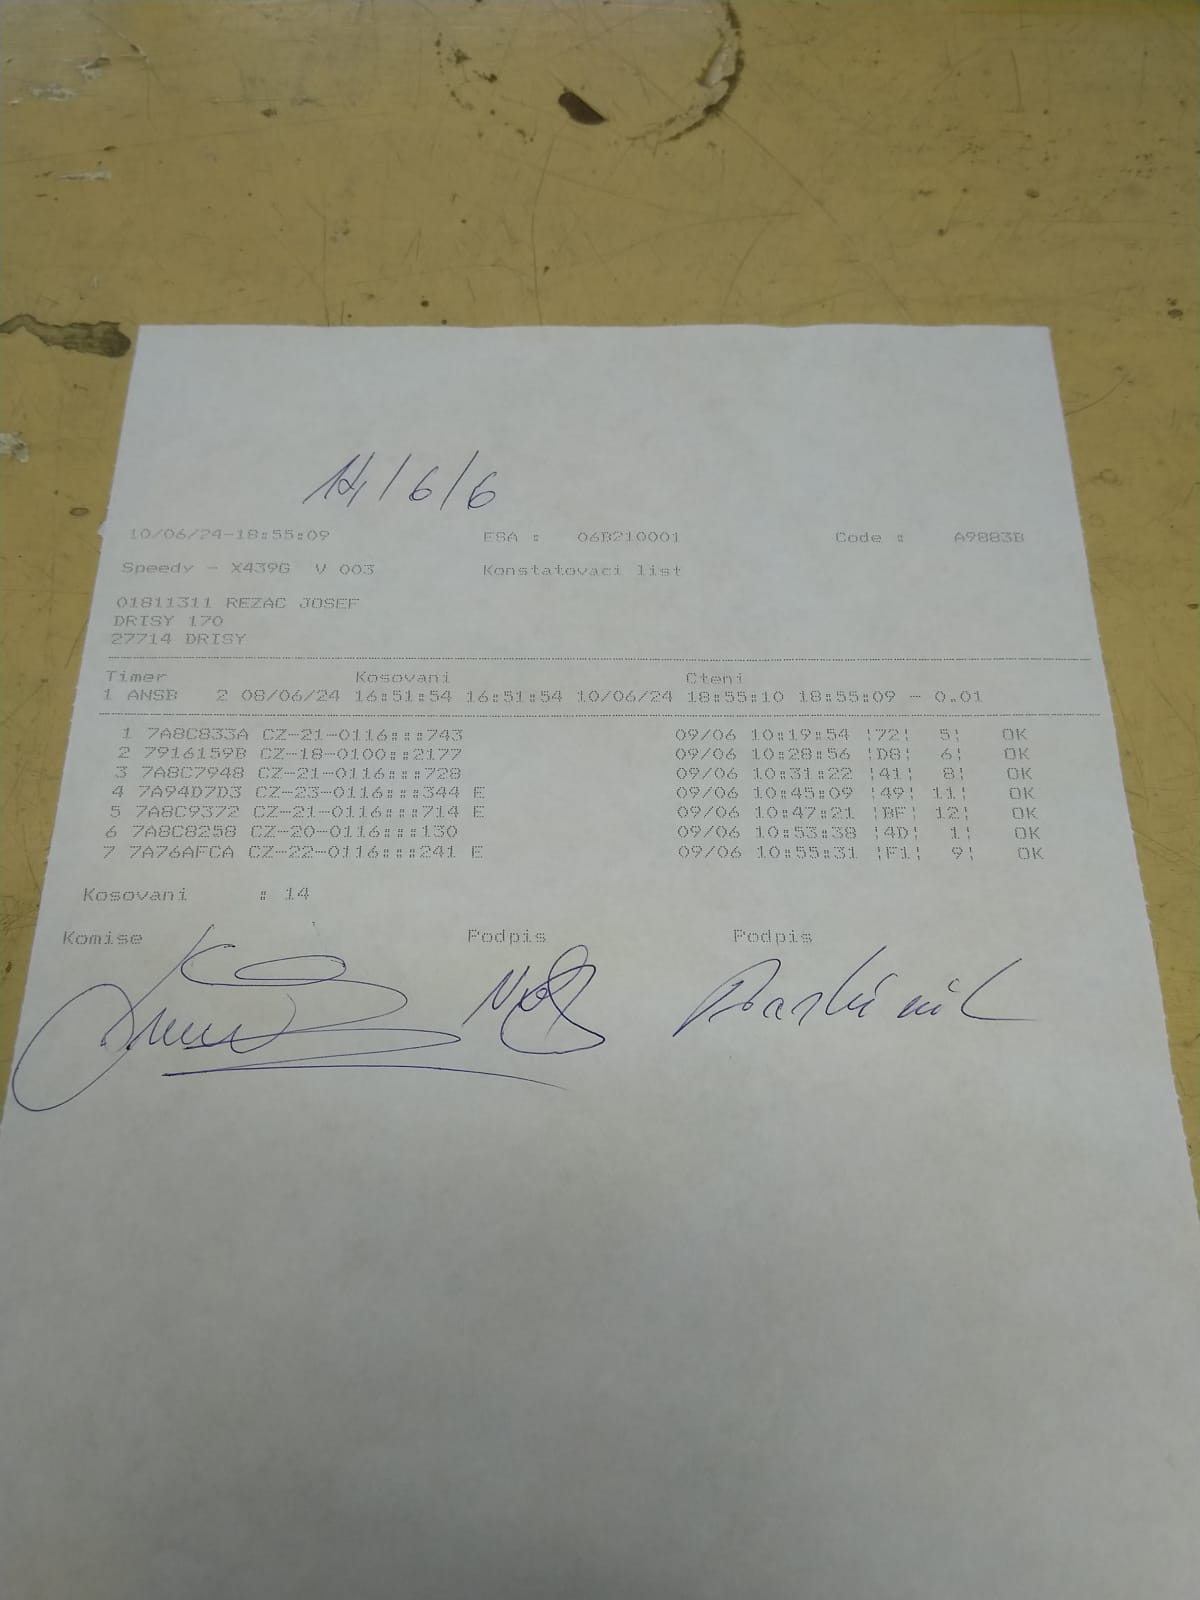 14/6/6
10/06/24-18:55:09 ESA : 06B210001 Code : A9883B
Speedy - X439G V 003 Konstatovaci list
01811311 REZAC JOSEF
DRISY 170
27714 DRISY
Timer Kosovani Cteni
1 ANSB 2 08/06/24 16:51:54 16:51:54 10/06/24 18:55:10 18:55:09 - 0.01
1 7A8C833A CZ-21-0116:::743 09/06 10:19:54 ¦72¦ 5¦ OK
2 7916159B CZ-18-0100::2177 09/06 10:28:56 ¦D8¦ 6¦ OK
3 7A8C7948 CZ-21-0116:::728 09/06 10:31:22 ¦41¦ 8¦ OK
4 7A94D7D3 CZ-23-0116:::344 E 09/06 10:45:09 ¦49¦ 11¦ OK
5 7A8C9372 CZ-21-0116:::714 E 09/06 10:47:21 ¦BF¦ 12¦ OK
6 7A8C8258 CZ-20-0116:::130 09/06 10:53:38 ¦4D¦ 1¦ OK
7 7A76AFCA CZ-22-0116:::241 E 09/06 10:55:31 ¦F1¦ 9¦ OK
Kosovani : 14
Komise Podpis Podpis